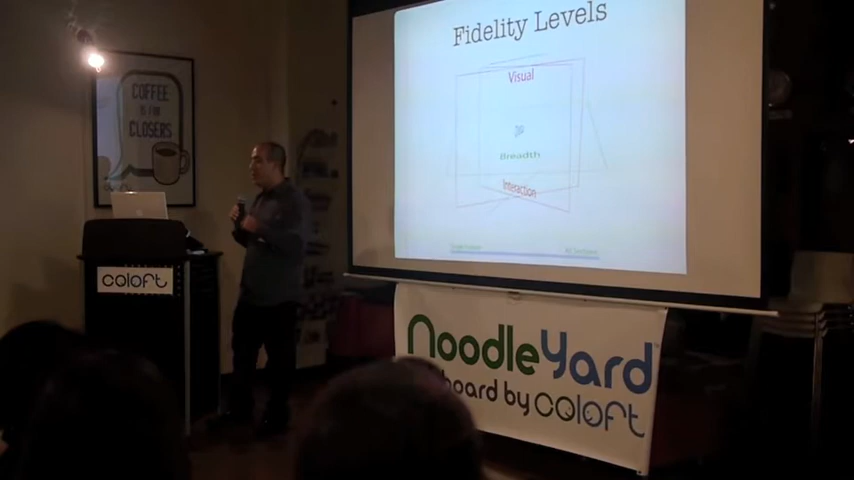 Fidelity Levels
Visual
Breadth
Interaction
COFFEE
IS FOR
CLOSERS
coloft
NoodleYard
board by coloft